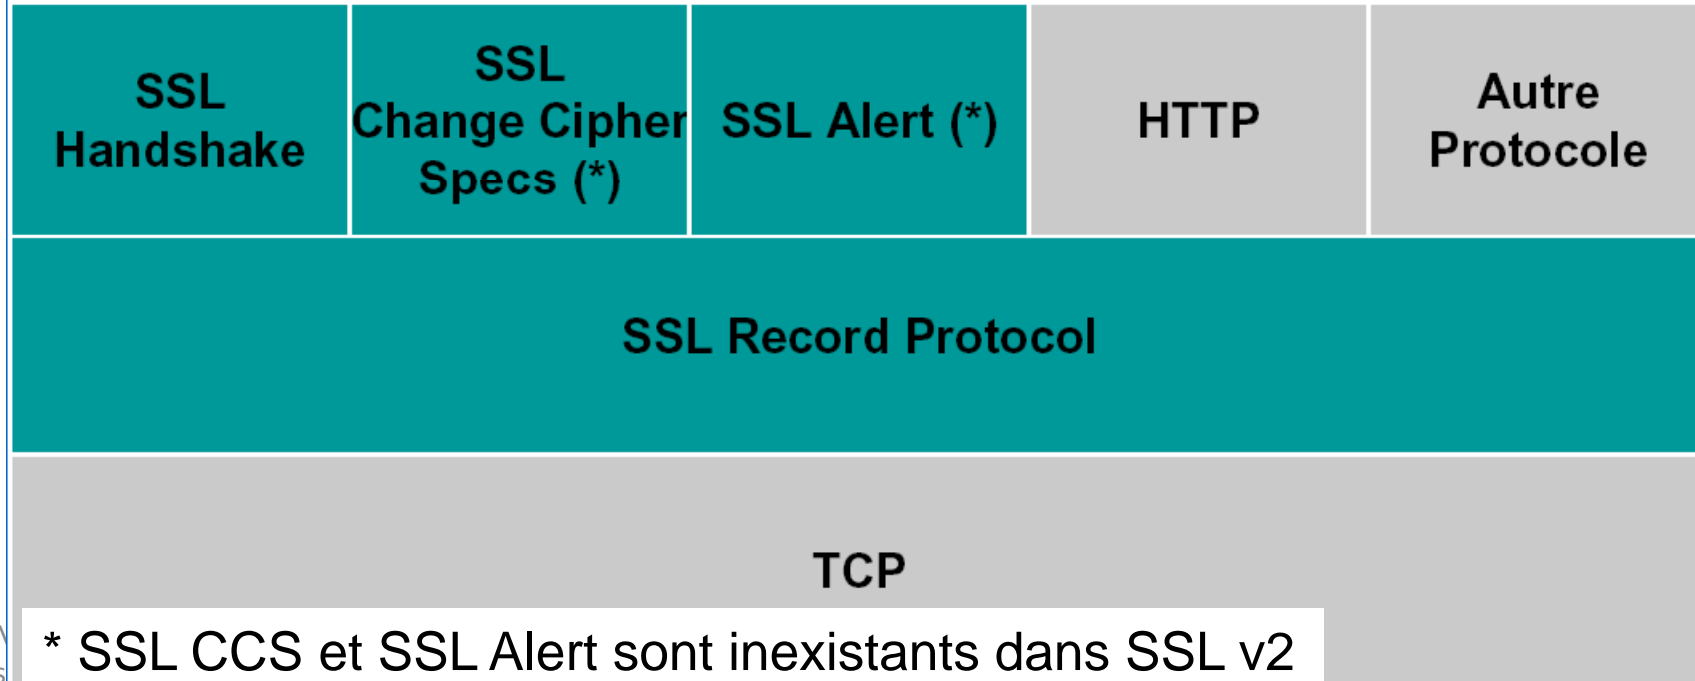 SSL
Handshake
SSL
Change Cipher
Specs (*)
SSL Alert (*)
HTTP
Autre
Protocole
SSL Record Protocol
TCP
* SSL CCS et SSL Alert sont inexistants dans SSL v2